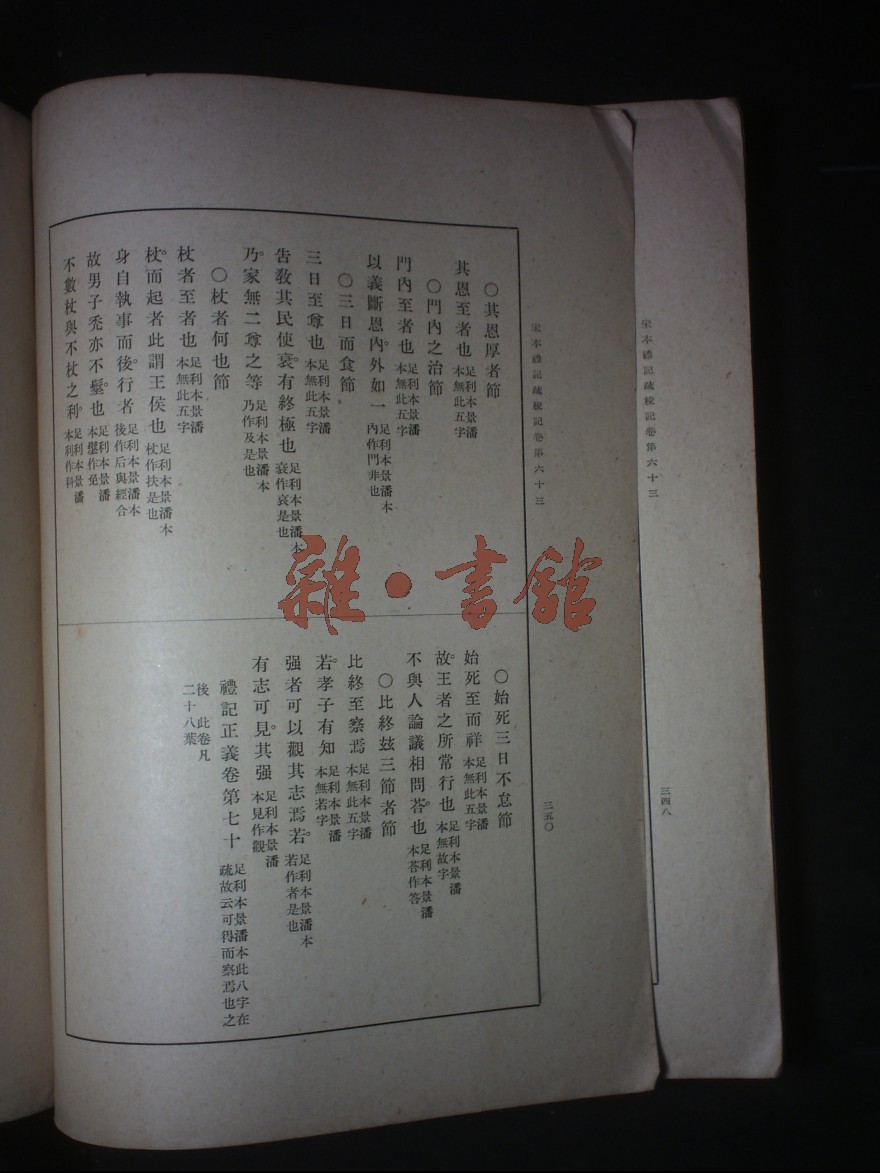 宋本禮記疏校記卷第六十三
三四八
宋本禮記疏校記卷第六十三
三五〇
〇其恩厚者節
其恩至者也 足利本景潘本無此五字
〇門內之治節
門內至者也 足利本景潘本無此五字
以義斷恩內。外如一 足利本景潘本內作門非也
〇三日而食節
三日至尊也 足利本景潘本無此五字
告敎其民使衰。有終極也 足利本景潘本衰作哀是也
乃。家無二尊之等 足利本景潘本乃作及是也
〇杖者何也節
杖者至者也 足利本景潘本無此五字
杖。而起者此謂王侯也 足利本景潘本杖作扶是也
身自執事而後。行者 足利本景潘本後作后與經合
故男子禿亦不髽。也 足利本景潘本髽作免
不數杖與不杖之利。 足利本景潘本利作科
〇始死三日不怠節
始死至而祥 足利本景潘本無此五字
故。王者之所常行也 足利本景潘本無故字
不與人論議相問荅。也 足利本景潘本荅作答
〇比終玆三節者節
比終至察焉 足利本景潘本無此五字
若。孝子有知 足利本景潘本無若字
强者可以觀其志焉若。 足利本景潘本若作者是也
有志可見。其强 足利本景潘本見作觀
禮記正義卷第七十 足利本景潘本此八字在疏故云可得而察焉也之
後 此卷凡二十八葉
雜·書館